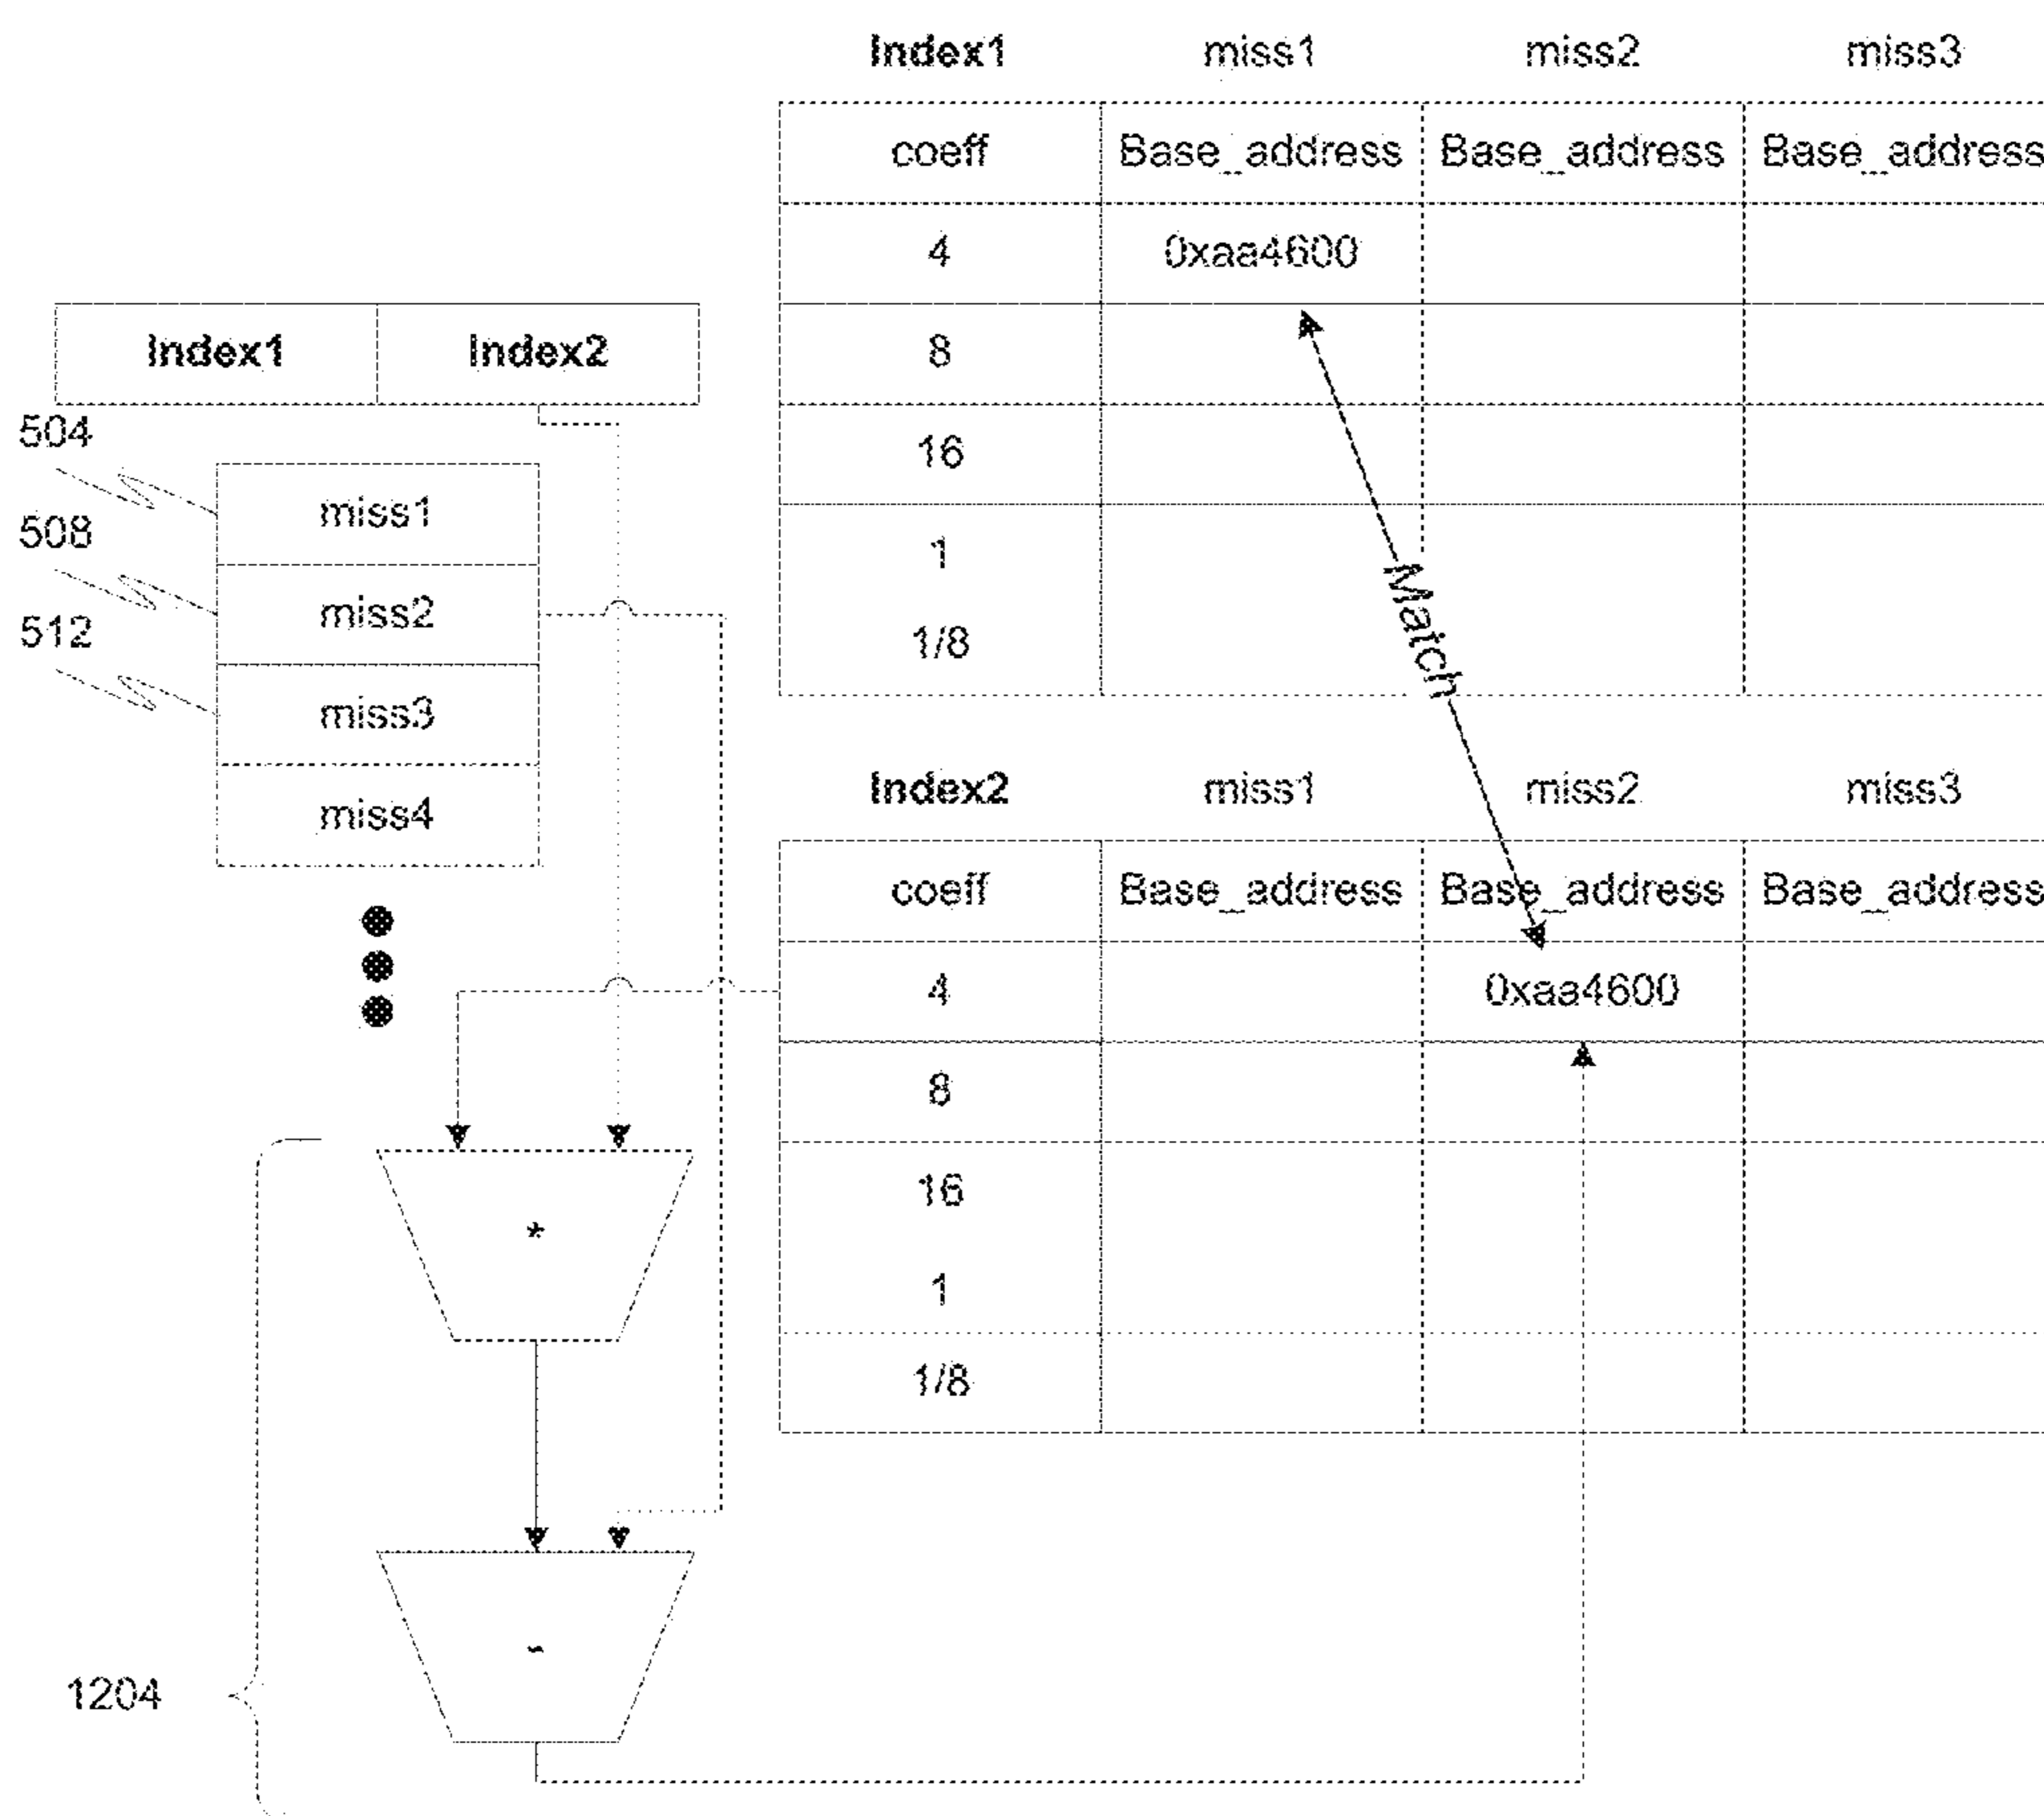 Index1 miss1 miss2 miss3
coeff Base_address Base_address Base_address
4 0xaa4600
8
16
1
1/8
Match
Index1 Index2
504
508
512
miss1
miss2
miss3
miss4
Index2 miss1 miss2 miss3
coeff Base_address Base_address Base_address
4 0xaa4600
8
16
1
1/8
*
-
1204